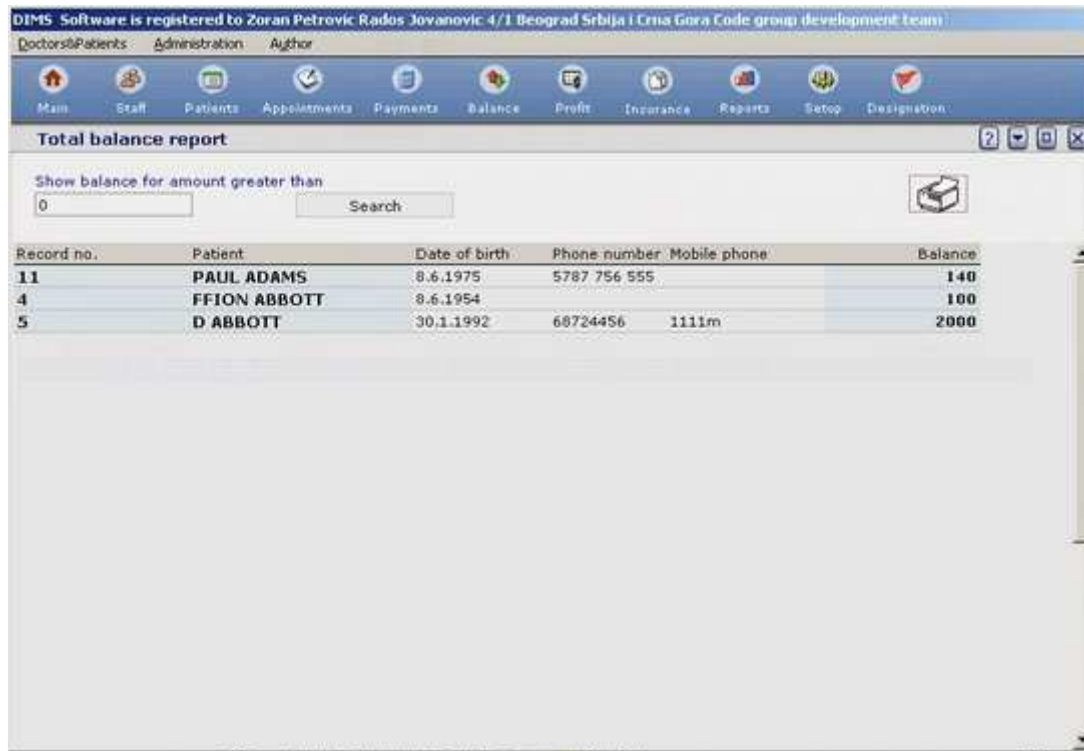 DIMS Software is registered to Zoran Petrovic Rados Jovanovic 4/1 Beograd Srbija i Crna Gora Code group development team
Doctors&Patients Administration Author
Main Staff Patients Appointments Payments Balance Profit Insurance Reports Setup Designation
Total balance report
Show balance for amount greater than
0 Search
Record no. Patient Date of birth Phone number Mobile phone Balance
11 PAUL ADAMS 8.6.1975 5787 756 555 140
4 FFION ABBOTT 8.6.1954 100
5 D ABBOTT 30.1.1992 68724456 1111m 2000